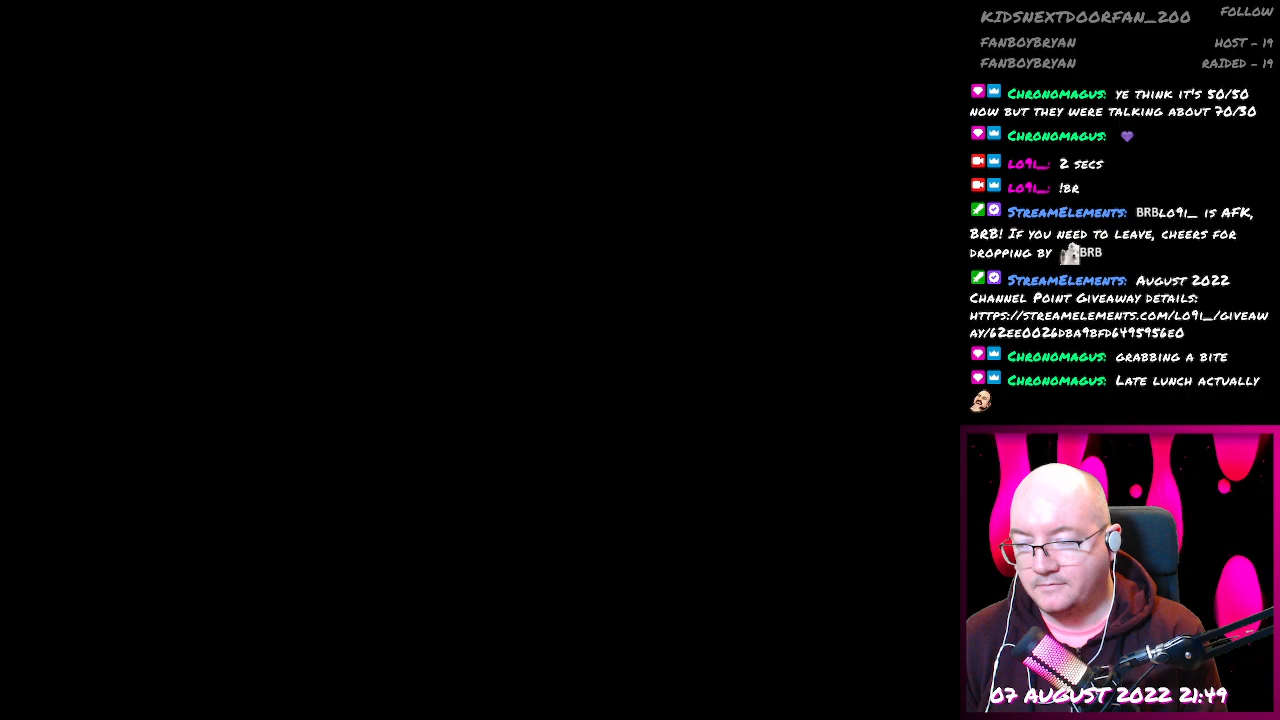 KIDSNEXTDOORFAN_200 FOLLOW
FANBOYBRYAN HOST - 19
FANBOYBRYAN RAIDED - 19
Chronomagus: ye think it's 50/50
now but they were talking about 70/30
Chronomagus:
lo9i_: 2 secs
lo9i_: !br
StreamElements: BRBlo9i_ is AFK,
BRB! If you need to leave, cheers for
dropping by BRB
StreamElements: August 2022
Channel Point Giveaway details:
https://streamelements.com/lo9i_/giveaw
ay/62ee0026dba9bfd6495956e0
Chronomagus: grabbing a bite
Chronomagus: Late lunch actually
07 AUGUST 2022 21:49